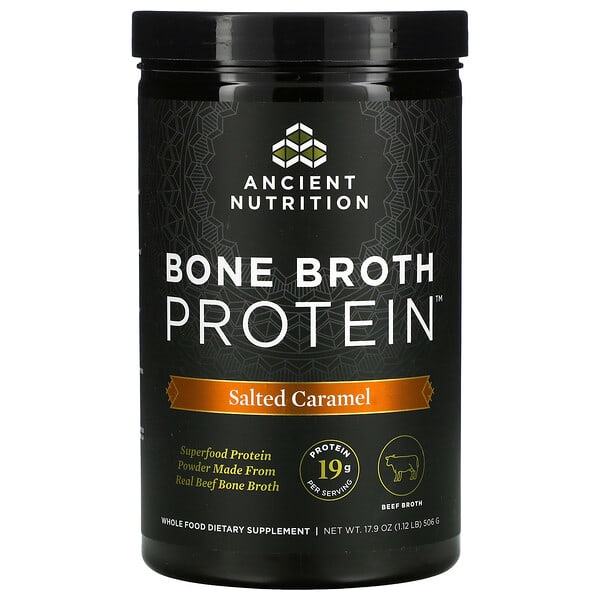 ANCIENT
NUTRITION
BONE BROTH
PROTEIN™
Salted Caramel
Superfood Protein
Powder Made From
Real Beef Bone Broth
PROTEIN
19g
PER SERVING
BEEF BROTH
WHOLE FOOD DIETARY SUPPLEMENT | NET WT. 17.9 OZ (1.12 LB) 506 G